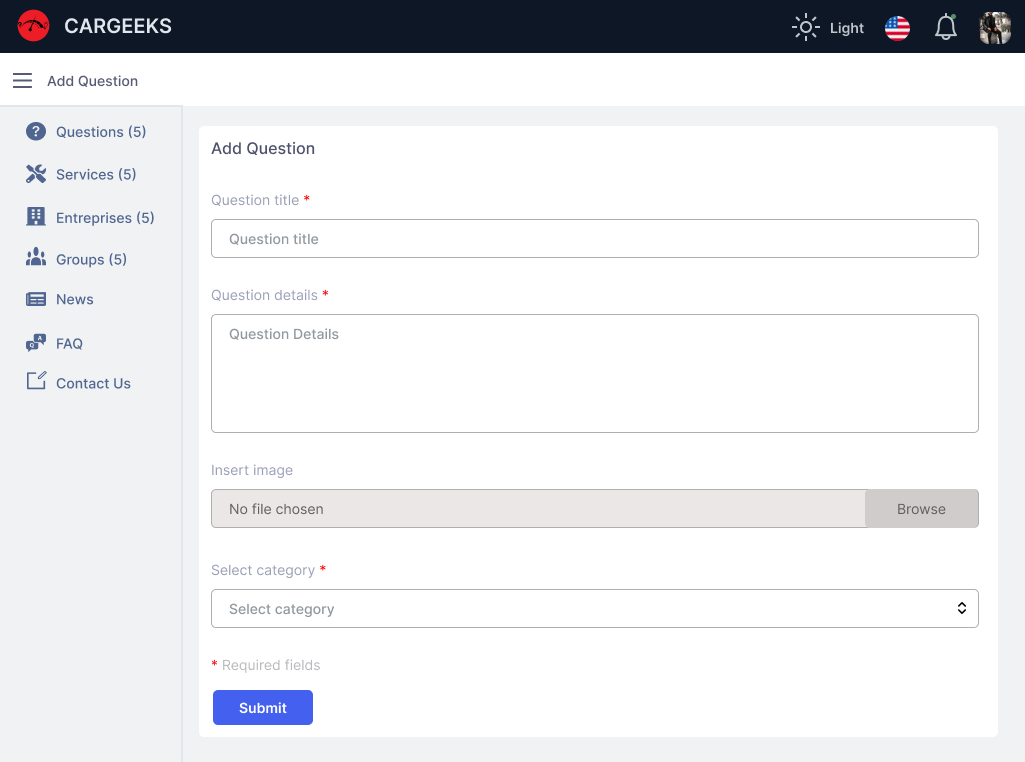 CARGEEKS
Light
Add Question
Questions (5)
Services (5)
Entreprises (5)
Groups (5)
News
FAQ
Contact Us
Add Question
Question title *
Question title
Question details *
Question Details
Insert image
No file chosen
Browse
Select category *
Select category
* Required fields
Submit